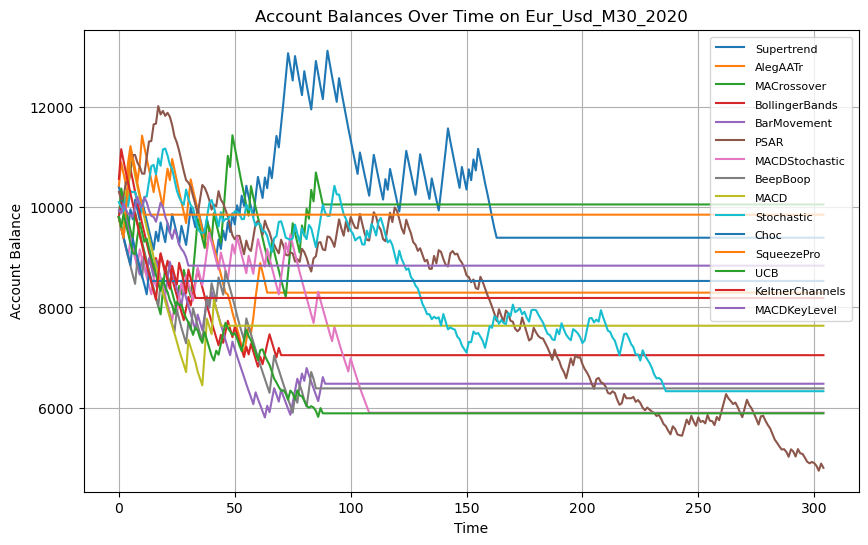 Account Balances Over Time on Eur_Usd_M30_2020
Account Balance
12000
10000
8000
6000
0 50 100 150 200 250 300
Time
Supertrend
AlegAATr
MACrossover
BollingerBands
BarMovement
PSAR
MACDStochastic
BeepBoop
MACD
Stochastic
Choc
SqueezePro
UCB
KeltnerChannels
MACDKeyLevel